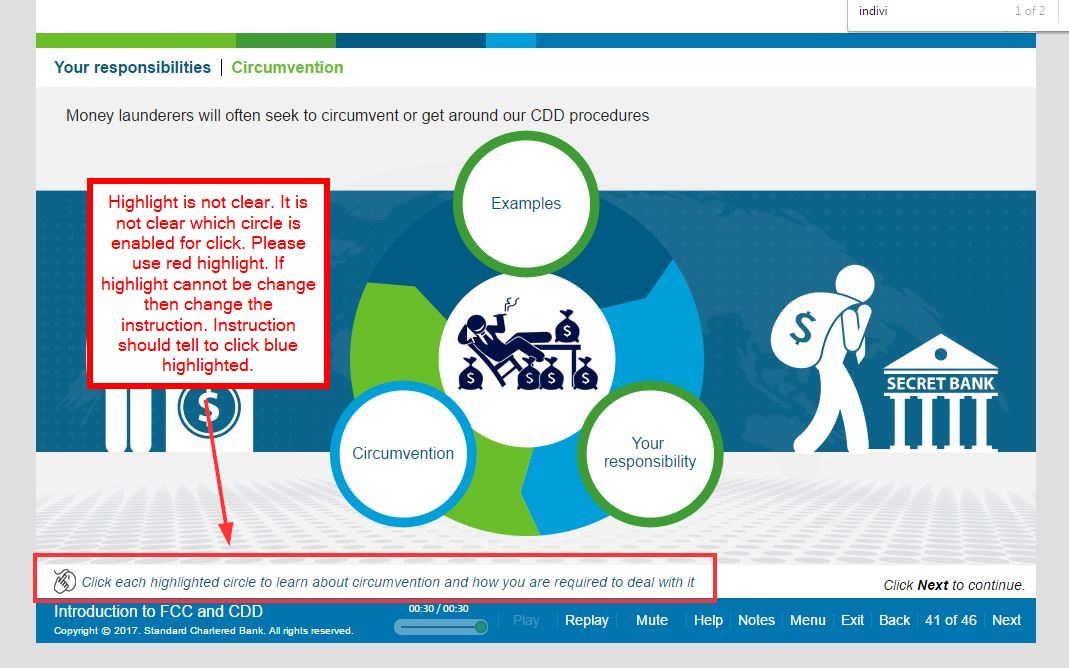 indivi 1 of 2
Your responsibilities | Circumvention
Money launderers will often seek to circumvent or get around our CDD procedures
Examples
Highlight is not clear. It is
not clear which circle is
enabled for click. Please
use red highlight. If
highlight cannot be change
then change the
instruction. Instruction
should tell to click blue
highlighted.
$
$
$ $ $ $
$
SECRET BANK
$
Circumvention
Your
responsibility
Click each highlighted circle to learn about circumvention and how you are required to deal with it
Click Next to continue.
Introduction to FCC and CDD
Copyright © 2017. Standard Chartered Bank. All rights reserved.
00:30 / 00:30
Play Replay Mute Help Notes Menu Exit Back 41 of 46 Next